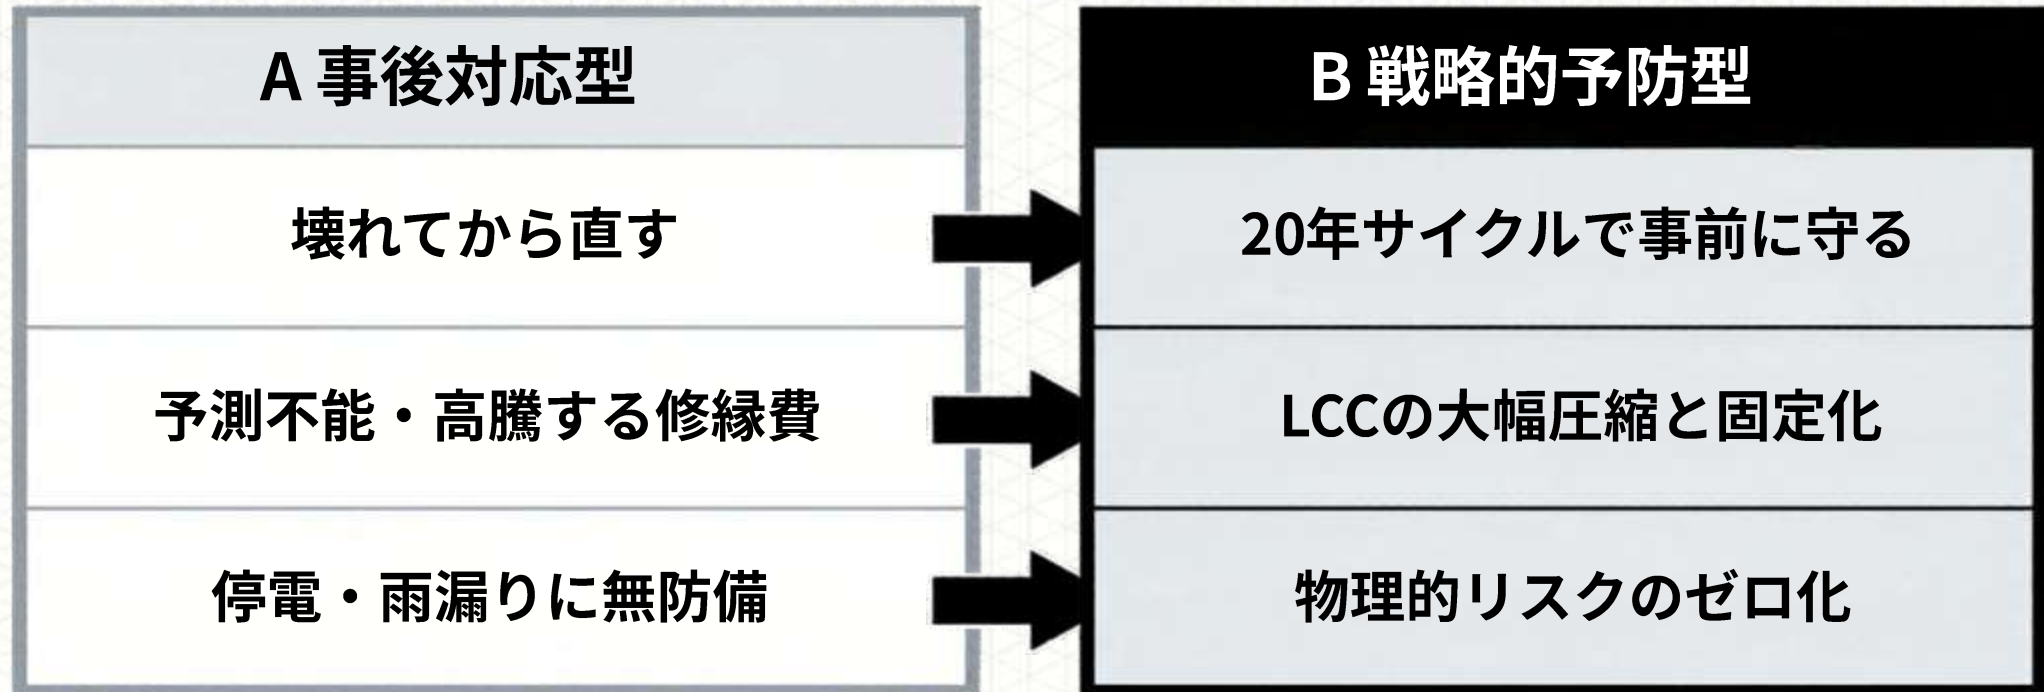 A 事後対応型
B 戦略的予防型
壊れてから直す
20年サイクルで事前に守る
予測不能・高騰する修縁費
LCCの大幅圧縮と固定化
停電・雨漏りに無防備
物理的リスクのゼロ化